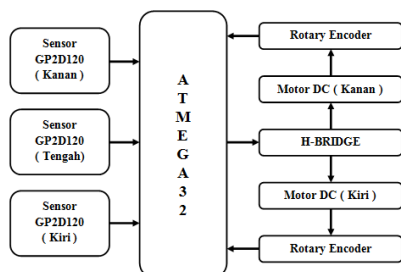 Sensor
GP2D120
( Kanan )
Sensor
GP2D120
( Tengah)
Sensor
GP2D120
( Kiri )
A
T
M
E
G
A
3
2
Rotary Encoder
Motor DC ( Kanan )
H-BRIDGE
Motor DC ( Kiri )
Rotary Encoder